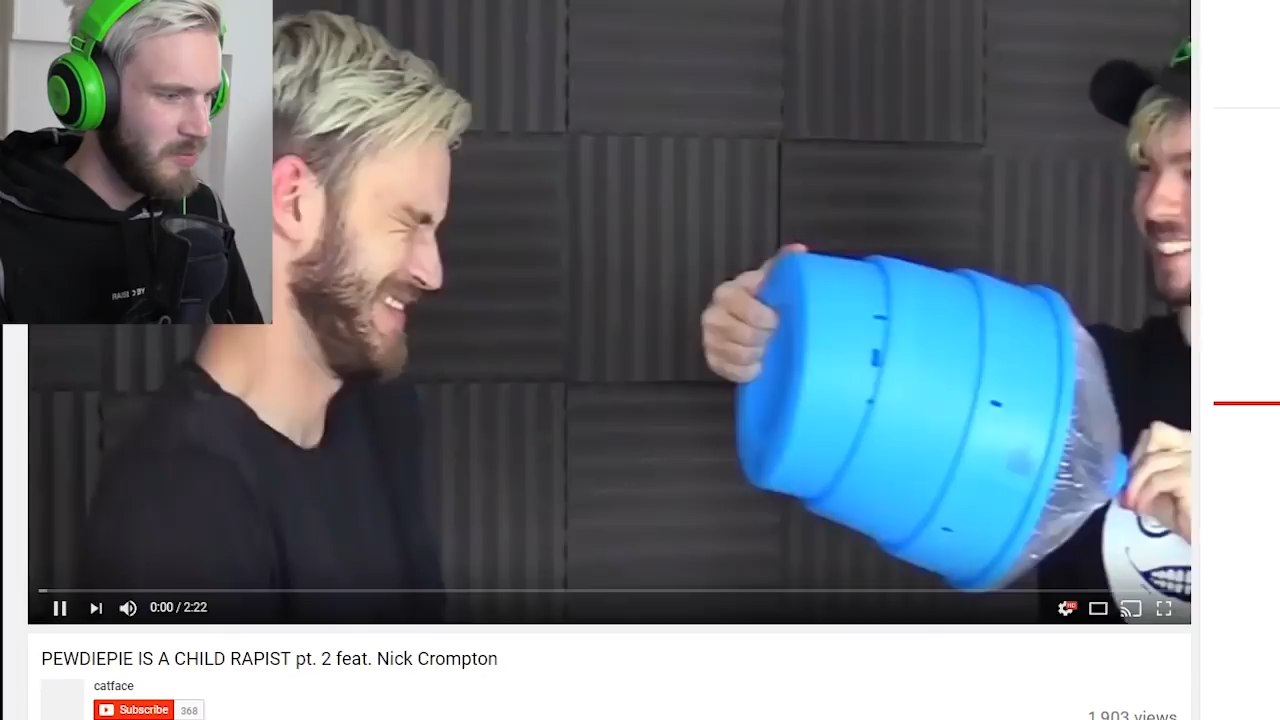 0:00 / 2:22
HD
PEWDIEPIE IS A CHILD RAPIST pt. 2 feat. Nick Crompton
catface
Subscribe 368
1,903 views